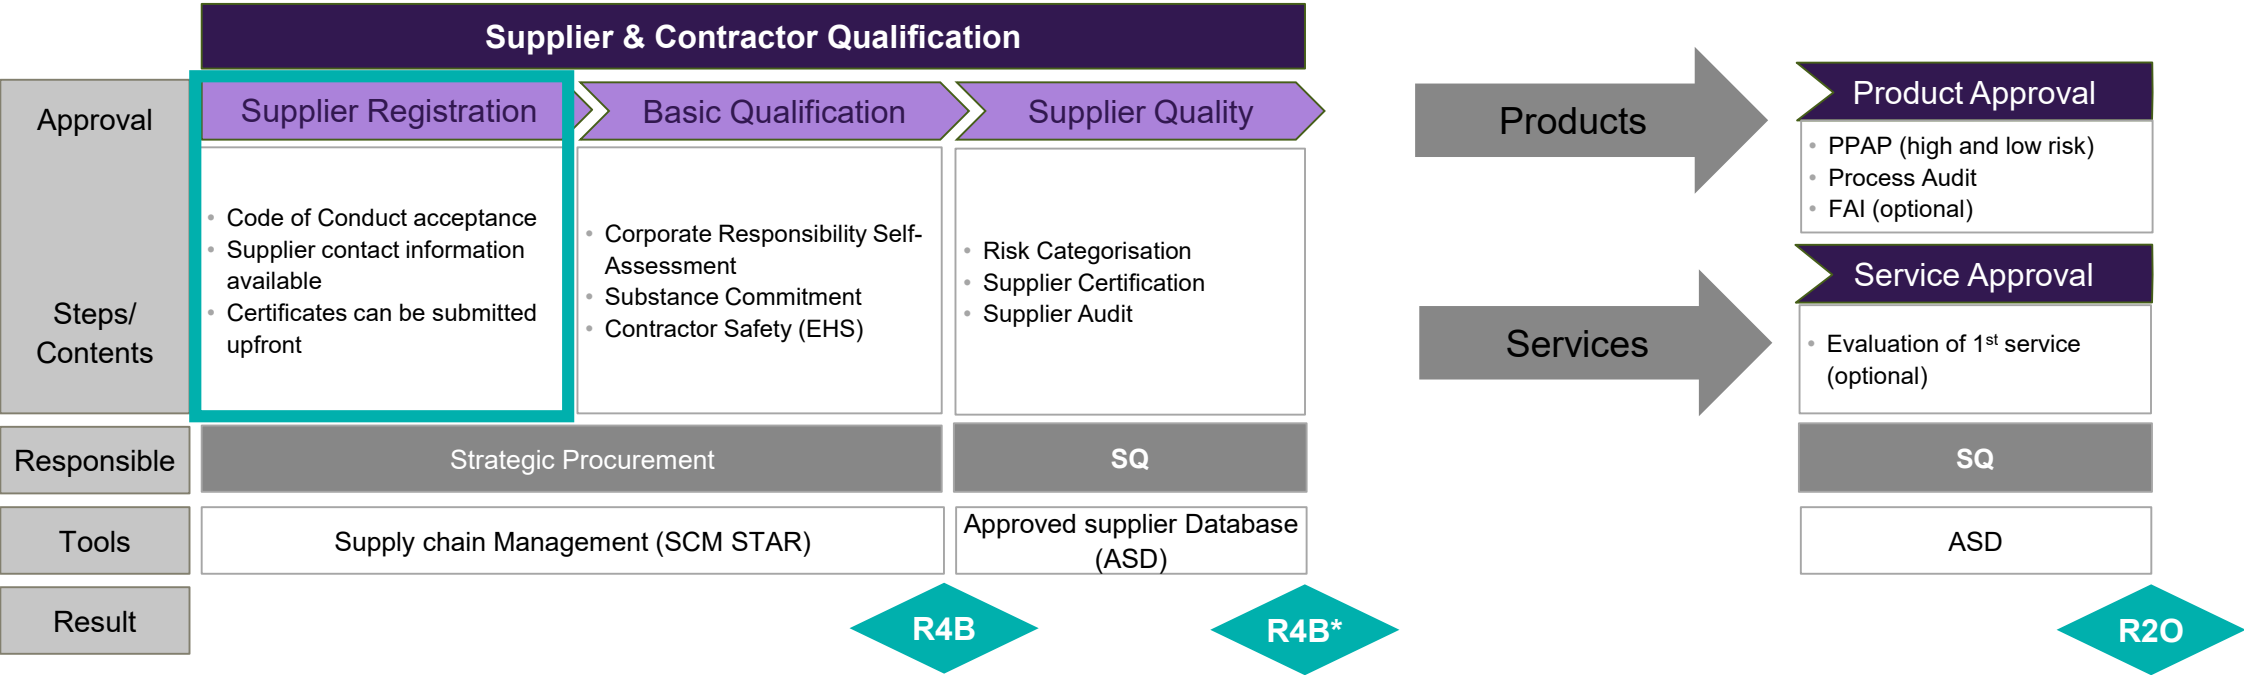 Supplier & Contractor Qualification
Approval
Supplier Registration
Basic Qualification
Supplier Quality
Products
Product Approval
Steps/
Contents
• Code of Conduct acceptance
• Supplier contact information
available
• Certificates can be submitted
upfront
• Corporate Responsibility Self-
Assessment
• Substance Commitment
• Contractor Safety (EHS)
• Risk Categorisation
• Supplier Certification
• Supplier Audit
• PPAP (high and low risk)
• Process Audit
• FAI (optional)
Services
Service Approval
• Evaluation of 1st service
(optional)
Responsible
Strategic Procurement
SQ
SQ
Tools
Supply chain Management (SCM STAR)
Approved supplier Database
(ASD)
ASD
Result
R4B
R4B*
R2O